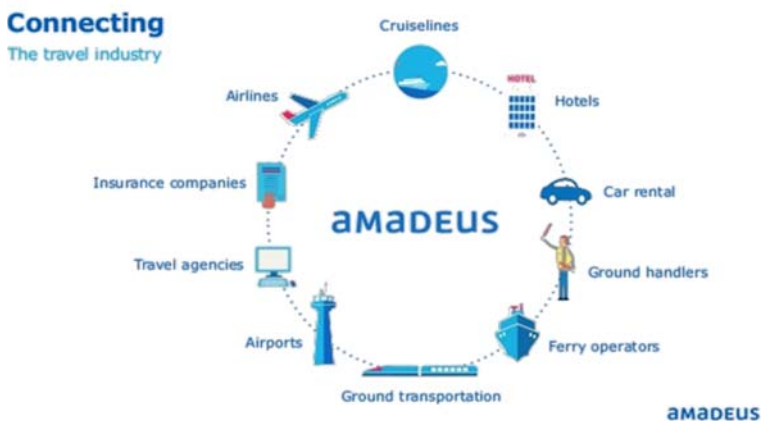 Connecting
The travel industry
Cruiselines
Airlines
HOTEL
Hotels
Insurance companies
Car rental
amadeus
Travel agencies
Ground handlers
Airports
Ferry operators
Ground transportation
amadeus